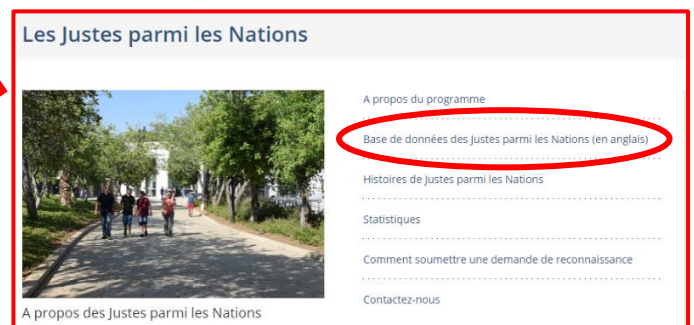 Les Justes parmi les Nations
A propos du programme
Base de données des Justes parmi les Nations (en anglais)
Histoires de Justes parmi les Nations
Statistiques
Comment soumettre une demande de reconnaissance
Contactez-nous
A propos des Justes parmi les Nations